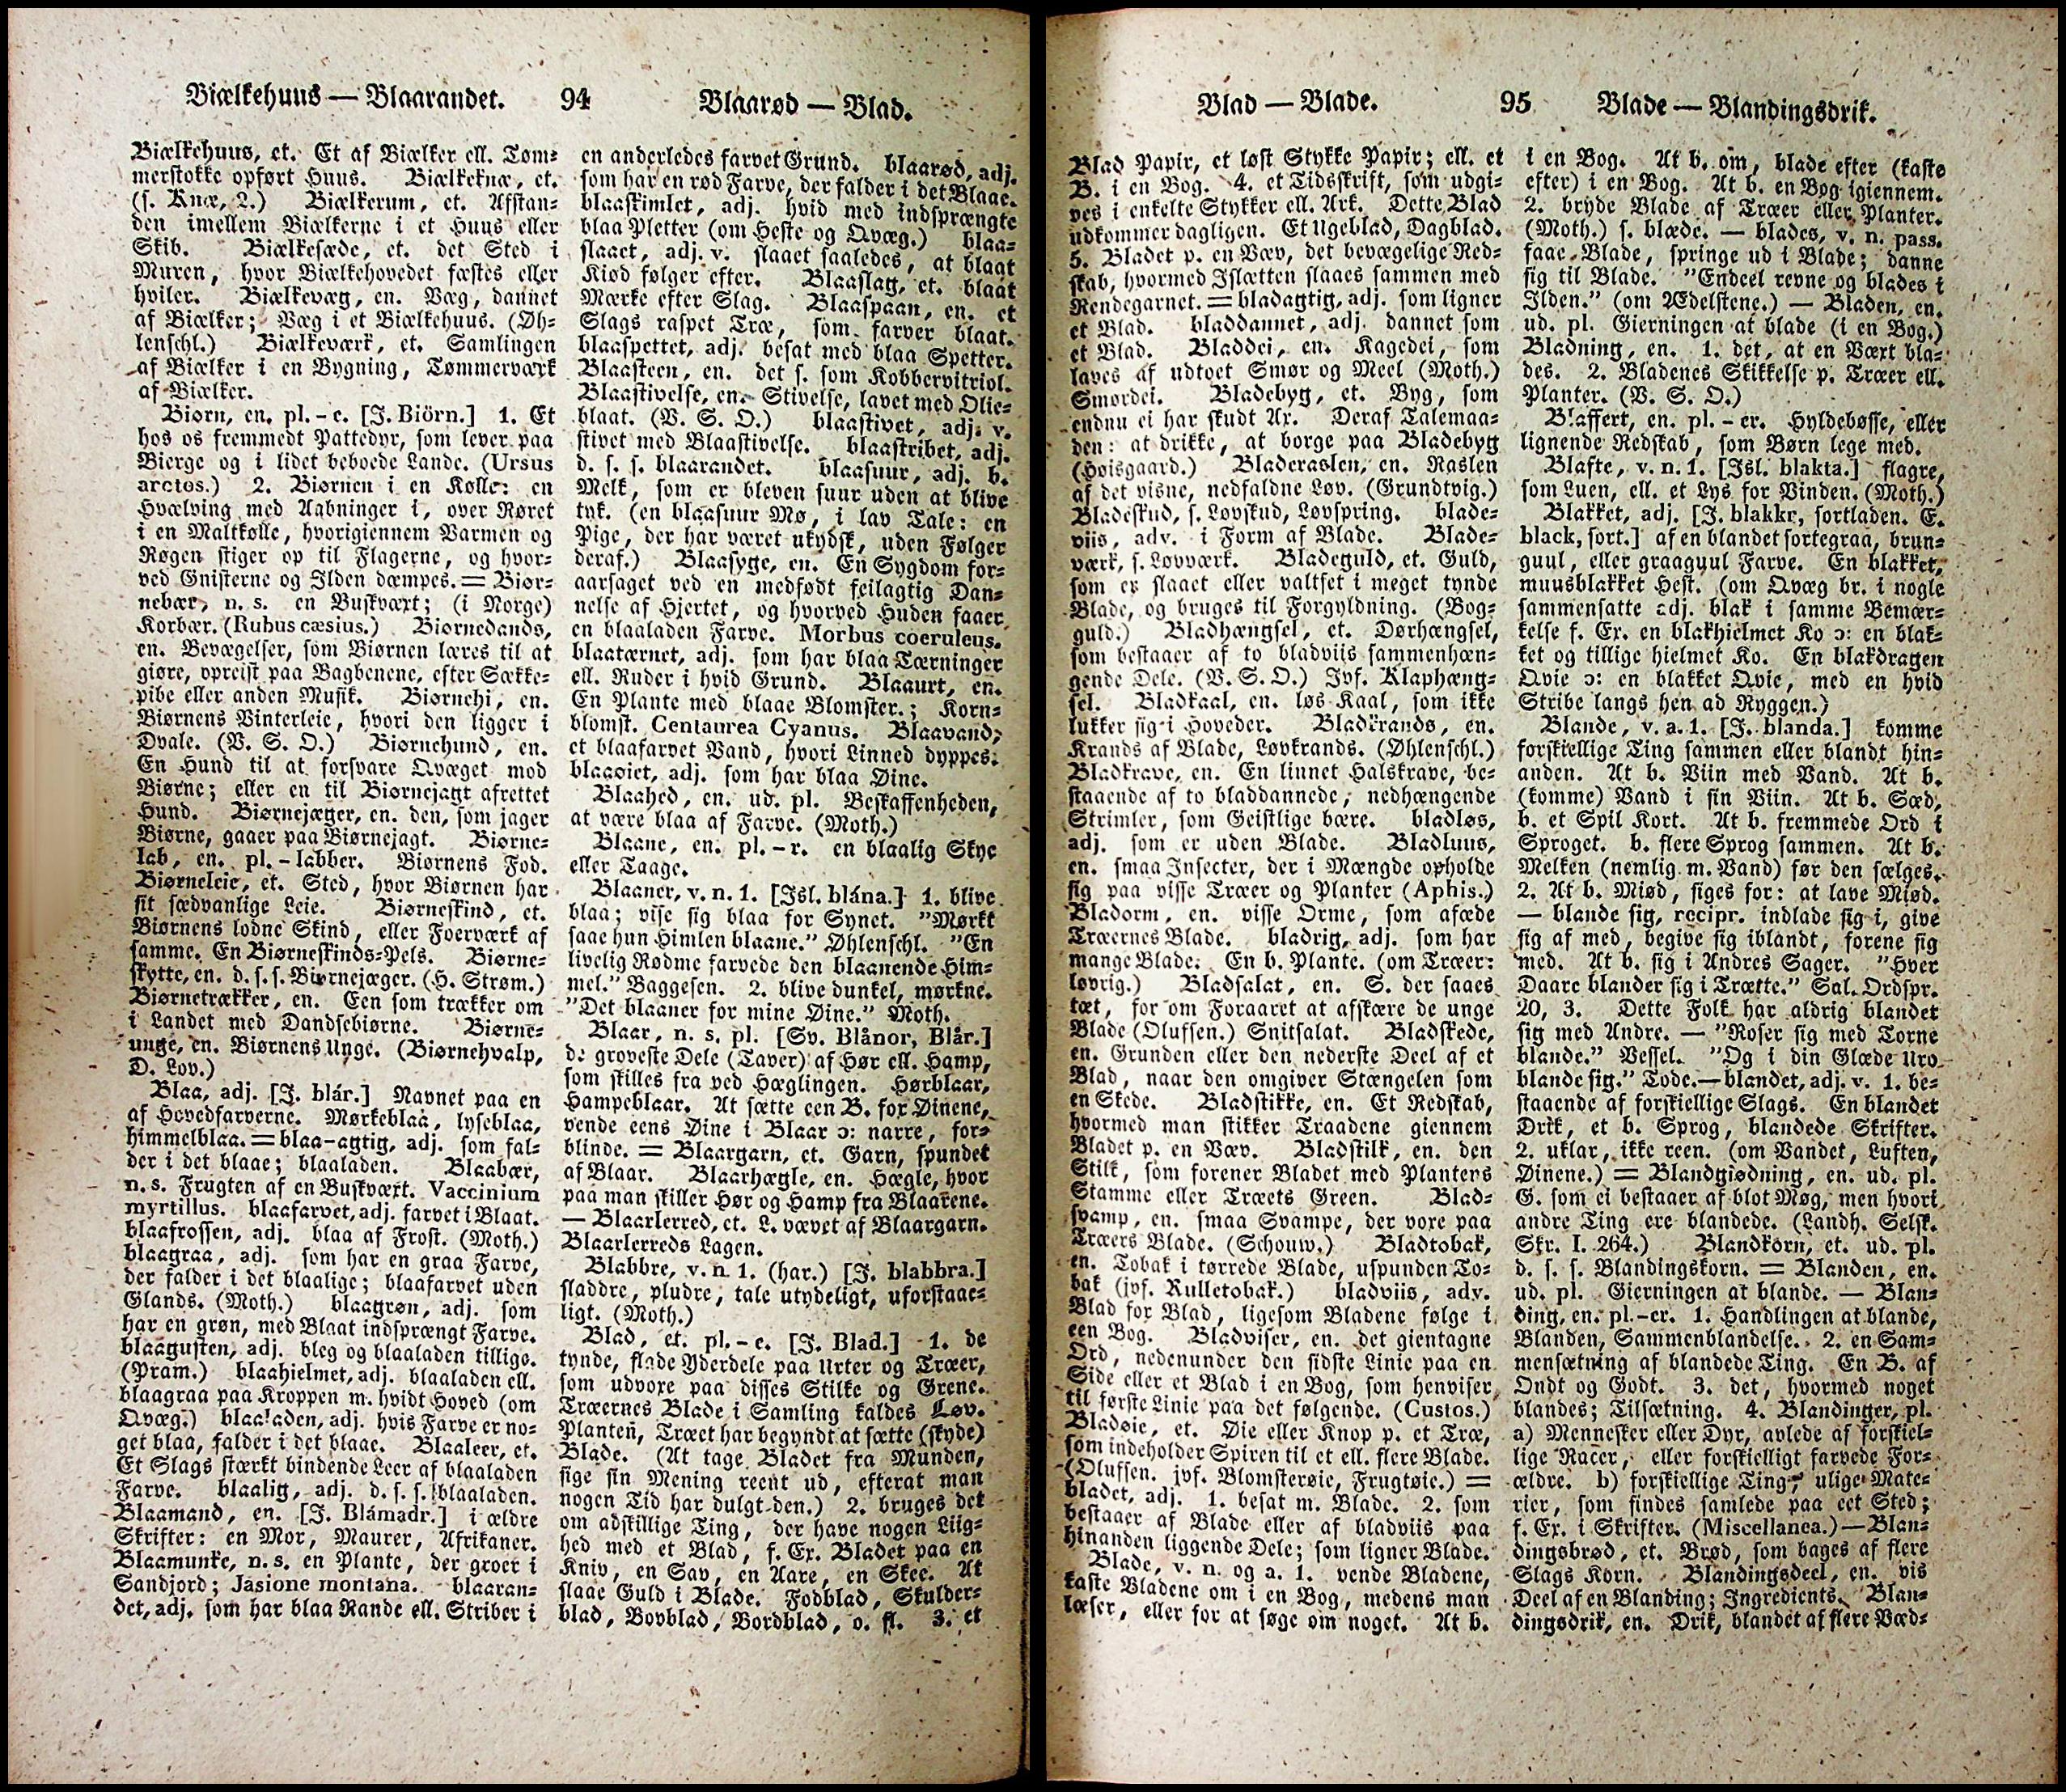 Biælkehuus — Blaarandet. 94 Blaarød — Blad.
Biælkehuus, et. Et af Biælker ell. Tøm-
merstokke opført Huus. Biælkeknæ, et.
(s. Knæ, 2.) Biælkerum, et. Afstan-
den imellem Biælkerne i et Huus eller
Skib. Biælkesæde, et. det Sted i
Muren, hvor Biælkehovedet fæstes eller
hviler. Biælkevæg, en. Væg, dannet
af Biælker; Væg i et Biælkehuus. (Øh-
lenschl.) Biælkeværk, et. Samlingen
af Biælker i en Bygning, Tømmerværk
af Biælker.
Biørn, en. pl. - e. [J. Biörn.] 1. Et
hos os fremmedt Pattedyr, som lever paa
Bierge og i lidet beboede Lande. (Ursus
arctos.) 2. Biørnen i en Kølle: en
Hvælving med Aabninger i, over Røret
i en Maltkølle, hvorigiennem Varmen og
Røgen stiger op til Flagerne, og hvor-
ved Gnisterne og Ilden dæmpes. = Biør-
nebær, n. s. en Buskvæxt; (i Norge)
Korbær. (Rubus cæsius.) Biørnedands,
en. Bevægelser, som Biørnen læres til at
giøre, opreist paa Bagbenene, efter Sække-
pibe eller anden Musik. Biørnehi, en.
Biørnens Vinterleie, hvori den ligger i
Dvale. (V. S. O.) Biørnehund, en.
En Hund til at forsvare Qvæget mod
Biørne; eller en til Biørnejagt afrettet
Hund. Biørnejæger, en. den, som jager
Biørne, gaaer paa Biørnejagt. Biørne-
lab, en. pl. - labber. Biørnens Fod.
Biørneleie, et. Sted, hvor Biørnen har
sit sædvanlige Leie. Biørneskind, et.
Biørnens lodne Skind, eller Foerværk af
samme. En Biørneskinds-Pels. Biørne-
skytte, en. d. s. s. Biørnejæger. (H. Strøm.)
Biørnetrækker, en. Een som trækker om
i Landet med Dandsebiørne. Biørne-
unge, en. Biørnens Unge. (Biørnehvalp,
D. Lov.)
Blaa, adj. [J. blár.] Navnet paa en
af Hovedfarverne. Mørkeblaa, lyseblaa,
himmelblaa. = blaa-agtig, adj. som fal-
der i det blaae; blaaladen. Blaabær,
n. s. Frugten af en Buskvæxt. Vaccinium
myrtillus. blaafarvet, adj. farvet i Blaat.
blaafrossen, adj. blaa af Frost. (Moth.)
blaagraa, adj. som har en graa Farve,
der falder i det blaalige; blaafarvet uden
Glands. (Moth.) blaagrøn, adj. som
har en grøn, med Blaat indsprængt Farve.
blaagusten, adj. bleg og blaaladen tillige.
(Pram.) blaahielmet, adj. blaaladen ell.
blaagraa paa Kroppen m. hvidt Hoved (om
Qvæg.) blaaladen, adj. hvis Farve er no-
get blaa, falder i det blaae. Blaaleer, et.
Et Slags stærkt bindende Leer af blaaladen
Farve. blaalig, adj. d. s. s. blaaladen.
Blaamand, en. [J. Blámadr.] i ældre
Skrifter: en Mor, Maurer, Afrikaner.
Blaamunke, n. s. en Plante, der groer i
Sandjord; Jasione montana. blaaran-
det, adj. som har blaa Rande ell. Striber i
en anderledes farvet Grund. blaarød, adj.
som har en rød Farve, der falder i det Blaae.
blaaskimlet, adj. hvid med indsprængte
blaa Pletter (om Heste og Qvæg.) blaa-
slaaet, adj. v. slaaet saaledes, at blaat
Kiød følger efter. Blaaslag, et. blaat
Mærke efter Slag. Blaaspaan, en. et
Slags raspet Træ, som farver blaat.
blaaspettet, adj. besat med blaa Spetter.
Blaasteen, en. det s. som Kobbervitriol.
Blaastivelse, en. Stivelse, lavet med Olie-
blaat. (V. S. O.) blaastivet, adj. v.
stivet med Blaastivelse. blaastribet, adj.
d. s. s. blaarandet. blaasuur, adj. b.
Melk, som er bleven suur uden at blive
tyk. (en blaasuur Mø, i lav Tale: en
Pige, der har været ukydsk, uden Følger
deraf.) Blaasyge, en. En Sygdom for-
aarsaget ved en medfødt feilagtig Dan-
nelse af Hjertet, og hvorved Huden faaer
en blaaladen Farve. Morbus coeruleus.
blaatærnet, adj. som har blaa Tærninger
ell. Ruder i hvid Grund. Blaaurt, en.
En Plante med blaae Blomster.; Korn-
blomst. Centaurea Cyanus. Blaavand,
et blaafarvet Vand, hvori Linned dyppes.
blaaøiet, adj. som har blaa Øine.
Blaahed, en. ud. pl. Beskaffenheden,
at være blaa af Farve. (Moth.)
Blaane, en. pl. - r. en blaalig Skye
eller Taage.
Blaaner, v. n. 1. [Isl. blána.] 1. blive
blaa; vise sig blaa for Synet. "Mørkt
saae hun Himlen blaane." Øhlenschl. "En
livelig Rødme farvede den blaanende Him-
mel." Baggesen. 2. blive dunkel, mørkne.
"Det blaaner for mine Øine." Moth.
Blaar, n. s. pl. [Sv. Blånor, Blår.]
de groveste Dele (Taver) af Hør ell. Hamp,
som skilles fra ved Hæglingen. Hørblaar,
Hampeblaar. At sætte een B. for Øinene,
vende eens Øine i Blaar ɔ: narre, for-
blinde. = Blaargarn, et. Garn, spundet
af Blaar. Blaarhægle, en. Hægle, hvor
paa man skiller Hør og Hamp fra Blaarene.
— Blaarlerred, et. L. vævet af Blaargarn.
Blaarlerreds Lagen.
Blabbre, v. n 1. (har.) [J. blabbra.]
sladdre, pludre, tale utydeligt, uforstaae-
ligt. (Moth.)
Blad, et. pl. - e. [J. Blad.] 1. de
tynde, flade Yderdele paa Urter og Træer,
som udvoxe paa disses Stilke og Grene.
Træernes Blade i Samling kaldes Løv.
Planten, Træet har begyndt at sætte (skyde)
Blade. (At tage Bladet fra Munden,
sige sin Mening reent ud, efterat man
nogen Tid har dulgt den.) 2. bruges det
om adskillige Ting, der have nogen Liig-
hed med et Blad, f. Ex. Bladet paa en
Kniv, en Sav, en Aare, en Skee. At
slaae Guld i Blade. Fodblad, Skulder-
blad, Bovblad, Bordblad, o. fl. 3. et
Blad — Blade. 95 Blade — Blandingsdrik.
Blad Papir, et løst Stykke Papir; ell. et
B. i en Bog. 4. et Tidsskrift, som udgi-
ves i enkelte Stykker ell. Ark. Dette Blad
udkommer dagligen. Et Ugeblad, Dagblad.
5. Bladet p. en Væv, det bevægelige Red-
skab, hvormed Islætten slaaes sammen med
Rendegarnet. = bladagtig, adj. som ligner
et Blad. bladdannet, adj. dannet som
et Blad. Bladdei, en. Kagedei, som
laves af udtoet Smør og Meel (Moth.)
Smørdei. Bladebyg, et. Byg, som
endnu ei har skudt Ax. Deraf Talemaa-
den: at drikke, at borge paa Bladebyg
(Høisgaard.) Bladeraslen, en. Raslen
af det visne, nedfaldne Løv. (Grundtvig.)
Bladeskud, s. Løvskud, Løvspring. blade-
viis, adv. i Form af Blade. Blade-
værk, s. Løvværk. Bladeguld, et. Guld,
som er slaaet eller valtset i meget tynde
Blade, og bruges til Forgyldning. (Bog-
guld.) Bladhængsel, et. Dørhængsel,
som bestaaer af to bladviis sammenhæn-
gende Dele. (V. S. O.) Jvf. Klaphæng-
sel. Bladkaal, en. løs Kaal, som ikke
lukker sig i Hoveder. Bladkrands, en.
Krands af Blade, Løvkrands. (Øhlenschl.)
Bladkrave, en. En linnet Halskrave, be-
staaende af to bladdannede, nedhængende
Strimler, som Geistlige bære. bladløs,
adj. som er uden Blade. Bladluus,
en. smaa Insecter, der i Mængde opholde
sig paa visse Træer og Planter (Aphis.)
Bladorm, en. visse Orme, som afæde
Træernes Blade. bladrig, adj. som har
mange Blade. En b. Plante. (om Træer:
løvrig.) Bladsalat, en. S. der saaes
tæt, for om Foraaret at afskære de unge
Blade (Olufsen.) Snitsalat. Bladskede,
en. Grunden eller den nederste Deel af et
Blad, naar den omgiver Stængelen som
en Skede. Bladstikke, en. Et Redskab,
hvormed man stikker Traadene giennem
Bladet p. en Væv. Bladstilk, en. den
Stilk, som forener Bladet med Planters
Stamme eller Træets Green. Blad-
svamp, en. smaa Svampe, der voxe paa
Træers Blade. (Schouw.) Bladtobak,
en. Tobak i tørrede Blade, uspunden To-
bak (jvf. Rulletobak.) bladviis, adv.
Blad for Blad, ligesom Bladene følge i
een Bog. Bladviser, en. det gientagne
Ord, nedenunder den sidste Linie paa en
Side eller et Blad i en Bog, som henviser
til første Linie paa det følgende. (Custos.)
Bladøie, et. Øie eller Knop p. et Træ,
som indeholder Spiren til et ell. flere Blade.
(Olufsen. jvf. Blomsterøie, Frugtøie.) =
bladet, adj. 1. besat m. Blade. 2. som
bestaaer af Blade eller af bladviis paa
hinanden liggende Dele; som ligner Blade.
Blade, v. n. og a. 1. vende Bladene,
kaste Bladene om i en Bog, medens man
læser, eller for at søge om noget. At b.
i en Bog. At b. om, blade efter (kaste
efter) i en Bog. At b. en Bog igiennem.
2. bryde Blade af Træer eller Planter.
(Moth.) s. blæde. — blades, v. n. pass.
faae Blade, springe ud i Blade; danne
sig til Blade. "Endeel revne og blades i
Ilden." (om Ædelstene.) — Bladen, en.
ud. pl. Gierningen at blade (i en Bog.)
Bladning, en. 1. det, at en Væxt bla-
des. 2. Bladenes Skikkelse p. Træer ell.
Planter. (V. S. O.)
Blaffert, en. pl. - er. Hyldebøsse, eller
lignende Redskab, som Børn lege med.
Blafte, v. n. 1. [Isl. blakta.] flagre,
som Luen, ell. et Lys for Vinden. (Moth.)
Blakket, adj. [J. blakkr, sortladen. E.
black, sort.] af en blandet sortegraa, brun-
guul, eller graaguul Farve. En blakket,
muusblakket Hest. (om Qvæg br. i nogle
sammensatte adj. blak i samme Bemær-
kelse f. Ex. en blakhielmet Ko ɔ: en blak-
ket og tillige hielmet Ko. En blakdragen
Qvie ɔ: en blakket Qvie, med en hvid
Stribe langs hen ad Ryggen.)
Blande, v. a. 1. [J. blanda.] komme
forskiellige Ting sammen eller blandt hin-
anden. At b. Viin med Vand. At b.
(komme) Vand i sin Viin. At b. Sæd,
b. et Spil Kort. At b. fremmede Ord i
Sproget. b. flere Sprog sammen. At b.
Melken (nemlig m. Vand) før den sælges.
2. At b. Miød, siges for: at lave Miød.
— blande sig, recipr. indlade sig i, give
sig af med, begive sig iblandt, forene sig
med. At b. sig i Andres Sager. "Hver
Daare blander sig i Trætte." Sal. Ordspr.
20, 3. Dette Folk har aldrig blandet
sig med Andre. — "Roser sig med Torne
blande." Vessel. "Og i din Glæde Uro
blande sig." Tode. — blandet, adj. v. 1. be-
staaende af forskiellige Slags. En blandet
Drik, et b. Sprog, blandede Skrifter.
2. uklar, ikke reen. (om Vandet, Luften,
Øinene.) = Blandgiødning, en. ud. pl.
G. som ei bestaaer af blot Møg, men hvori
andre Ting ere blandede. (Landh. Selsk.
Skr. I. 264.) Blandkorn, et. ud. pl.
d. s. s. Blandingskorn. = Blanden, en.
ud. pl. Gierningen at blande. — Blan-
ding, en. pl.-er. 1. Handlingen at blande,
Blanden, Sammenblandelse. 2. en Sam-
mensætning af blandede Ting. En B. af
Ondt og Godt. 3. det, hvormed noget
blandes; Tilsætning. 4. Blandinger, pl.
a) Mennesker eller Dyr, avlede af forskiel-
lige Racer, eller forskielligt farvede For-
ældre. b) forskiellige Ting, ulige Mate-
rier, som findes samlede paa eet Sted;
f. Ex. i Skrifter. (Miscellanea.) — Blan-
dingsbrød, et. Brød, som bages af flere
Slags Korn. Blandingsdeel, en. vis
Deel af en Blanding; Ingredients. Blan-
dingsdrik, en. Drik, blandet af flere Væd-